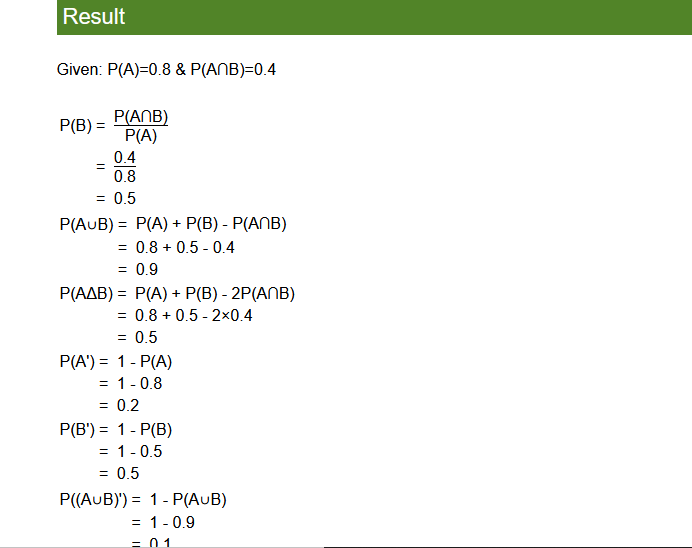 Result
Given: P(A)=0.8 & P(A∩B)=0.4
P(B) = P(A∩B)
P(A)
= 0.4
0.8
= 0.5
P(A∪B) = P(A) + P(B) - P(A∩B)
= 0.8 + 0.5 - 0.4
= 0.9
P(AΔB) = P(A) + P(B) - 2P(A∩B)
= 0.8 + 0.5 - 2×0.4
= 0.5
P(A') = 1 - P(A)
= 1 - 0.8
= 0.2
P(B') = 1 - P(B)
= 1 - 0.5
= 0.5
P((A∪B)') = 1 - P(A∪B)
= 1 - 0.9
= 0.1